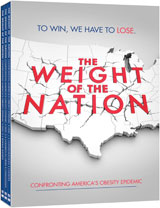 TO WIN, WE HAVE TO LOSE.
THE
WEIGHT
OF THE
NATION
CONFRONTING AMERICA'S OBESITY EPIDEMIC